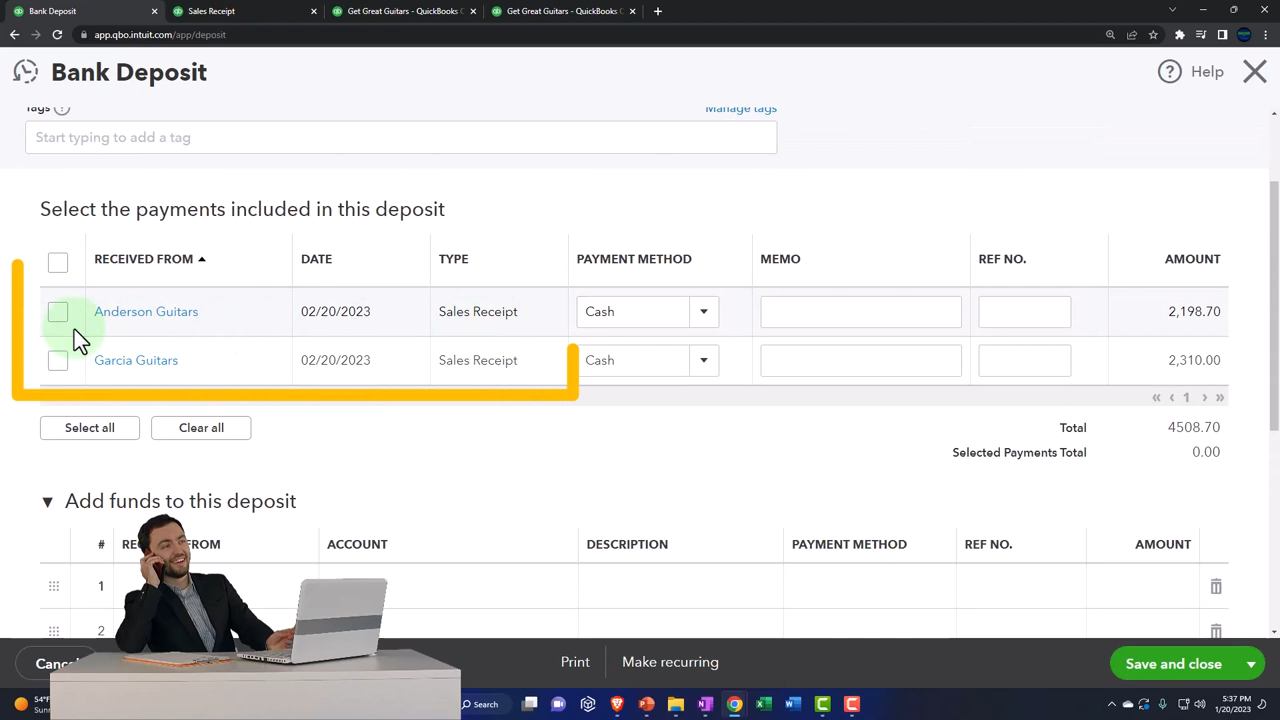 Bank Deposit
Sales Receipt
Get Great Guitars - QuickBooks C
Get Great Guitars - QuickBooks C
app.qbo.intuit.com/app/deposit
Bank Deposit
Help
Tags
Manage tags
Start typing to add a tag
Select the payments included in this deposit
RECEIVED FROM DATE TYPE PAYMENT METHOD MEMO REF NO. AMOUNT
Anderson Guitars 02/20/2023 Sales Receipt Cash 2,198.70
Garcia Guitars 02/20/2023 Sales Receipt Cash 2,310.00
« ‹ 1 › »
Select all Clear all Total 4508.70
Selected Payments Total 0.00
Add funds to this deposit
# FROM ACCOUNT DESCRIPTION PAYMENT METHOD REF NO. AMOUNT
1
2
Print Make recurring Save and close
54°F
Search
5:37 PM
1/20/2023